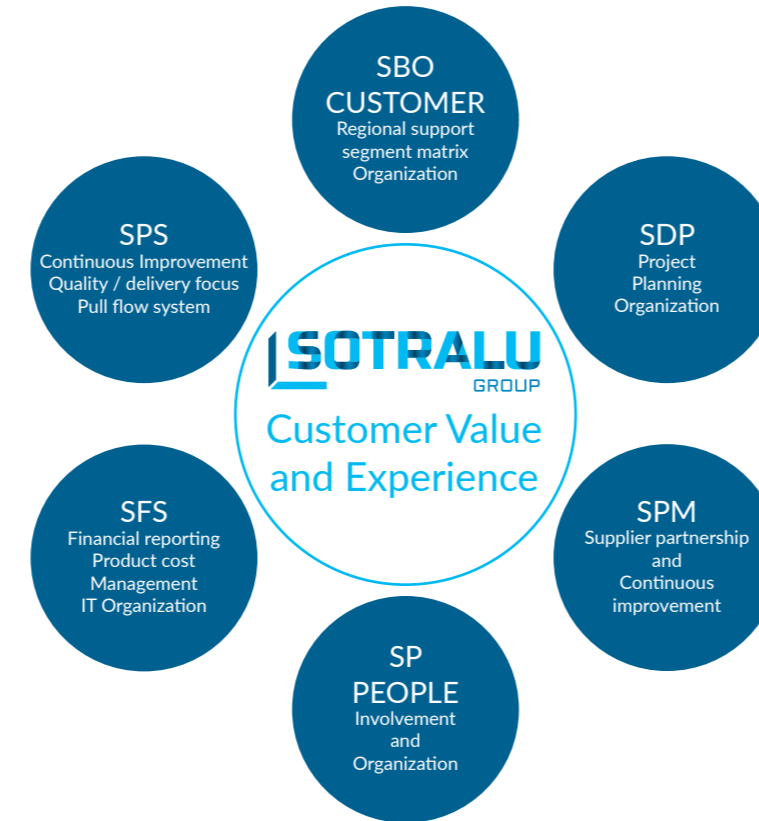 SBO
CUSTOMER
Regional support
segment matrix
Organization
SPS
Continuous Improvement
Quality / delivery focus
Pull flow system
SDP
Project
Planning
Organization
SOTRALU
GROUP
Customer Value
and Experience
SFS
Financial reporting
Product cost
Management
IT Organization
SPM
Supplier partnership
and
Continuous
improvement
SP
PEOPLE
Involvement
and
Organization